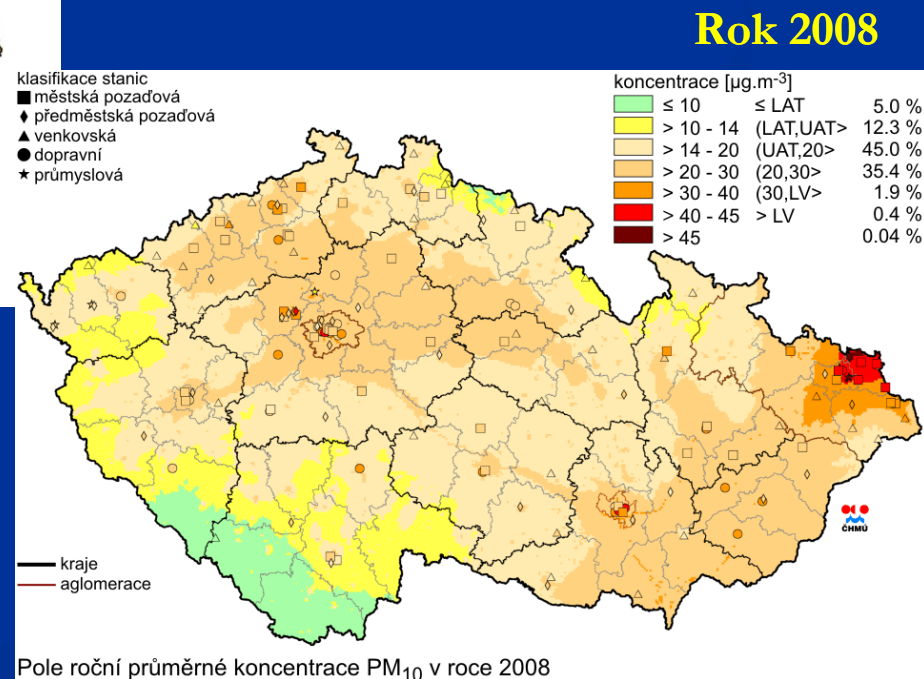 Rok 2008
klasifikace stanic
městská pozaďová
předměstská pozaďová
venkovská
dopravní
průmyslová
koncentrace [µg.m⁻³]
≤ 10 ≤ LAT 5.0 %
> 10 - 14 (LAT,UAT> 12.3 %
> 14 - 20 (UAT,20> 45.0 %
> 20 - 30 (20,30> 35.4 %
> 30 - 40 (30,LV> 1.9 %
> 40 - 45 > LV 0.4 %
> 45 0.04 %
ČHMÚ
kraje
aglomerace
Pole roční průměrné koncentrace PM₁₀ v roce 2008